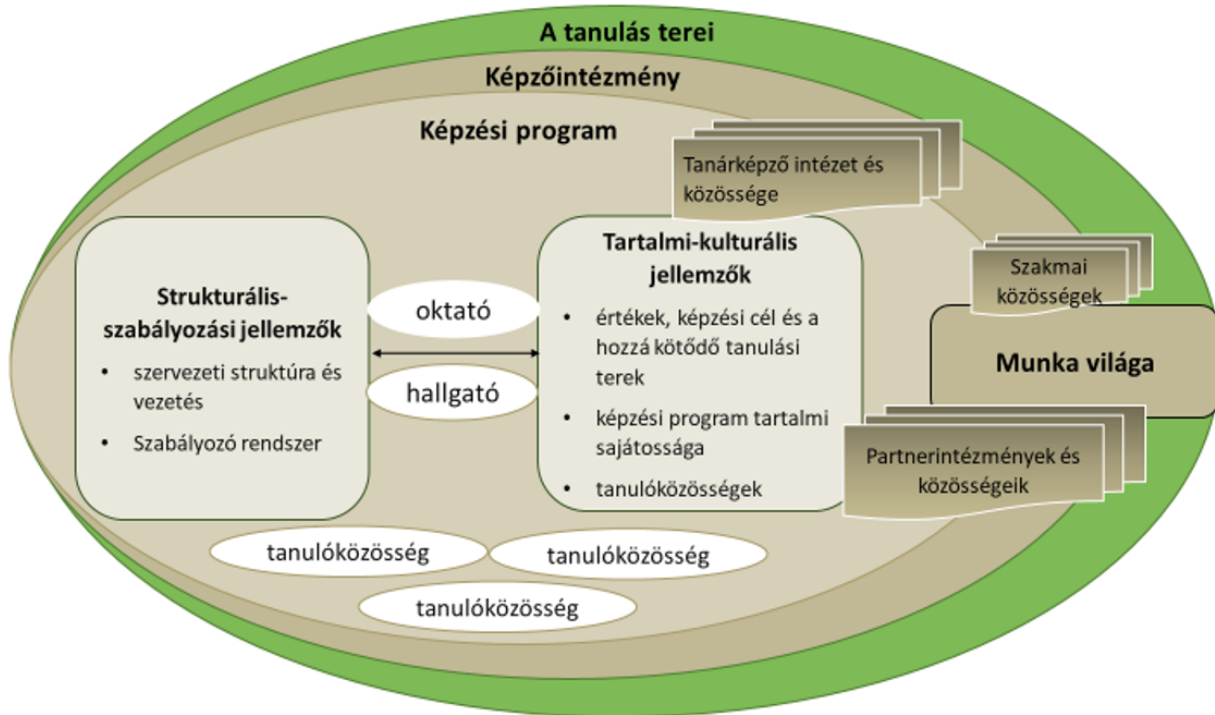 A tanulás terei
Képzőintézmény
Képzési program
Tanárképző intézet és
közössége
Strukturális-
szabályozási jellemzők
• szervezeti struktúra és
vezetés
• Szabályozó rendszer
oktató
hallgató
Tartalmi-kulturális
jellemzők
• értékek, képzési cél és a
hozzá kötődő tanulási
terek
• képzési program tartalmi
sajátossága
• tanulóközösségek
Szakmai
közösségek
Munka világa
Partnerintézmények és
közösségeik
tanulóközösség
tanulóközösség
tanulóközösség